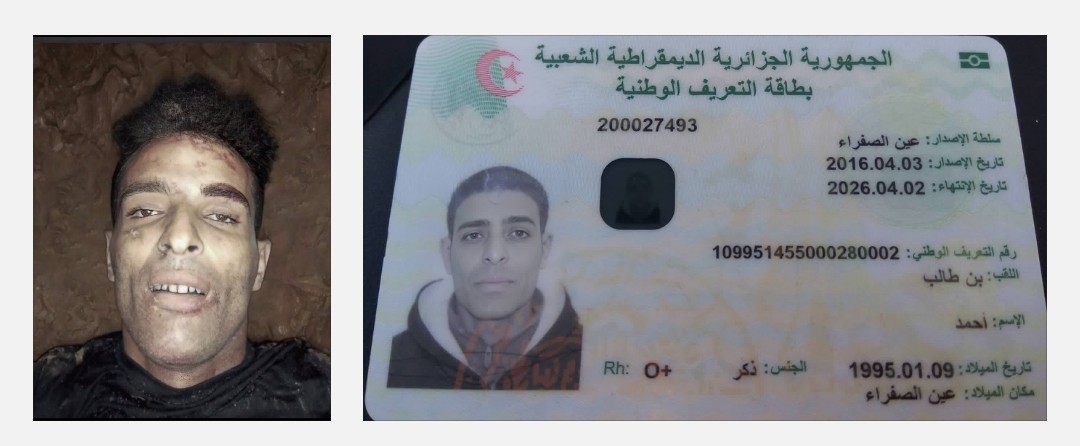 الجمهورية الجزائرية الديمقراطية الشعبية
بطاقة التعريف الوطنية
200027493
سلطة الإصدار: عين الصفراء
تاريخ الإصدار: 2016.04.03
تاريخ الإنتهاء: 2026.04.02
رقم التعريف الوطني: 109951455000280002
اللقب: بن طالب
الإسم: أحمد
الجنس: ذكر Rh: O+
تاريخ الميلاد: 1995.01.09
مكان الميلاد: عين الصفراء